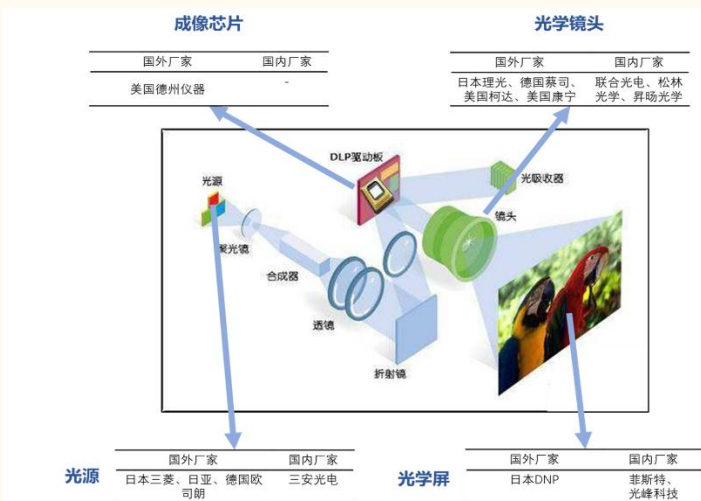 成像芯片
国外厂家 国内厂家
美国德州仪器 -
光学镜头
国外厂家 国内厂家
日本理光、德国蔡司、 联合光电、松林
美国柯达、美国康宁 光学、昇旸光学
DLP驱动板
光源
光吸收器
镜头
聚光镜
合成器
透镜
折射镜
光源
国外厂家 国内厂家
日本三菱、日亚、德国欧 三安光电
司朗
光学屏
国外厂家 国内厂家
日本DNP 菲斯特、
光峰科技